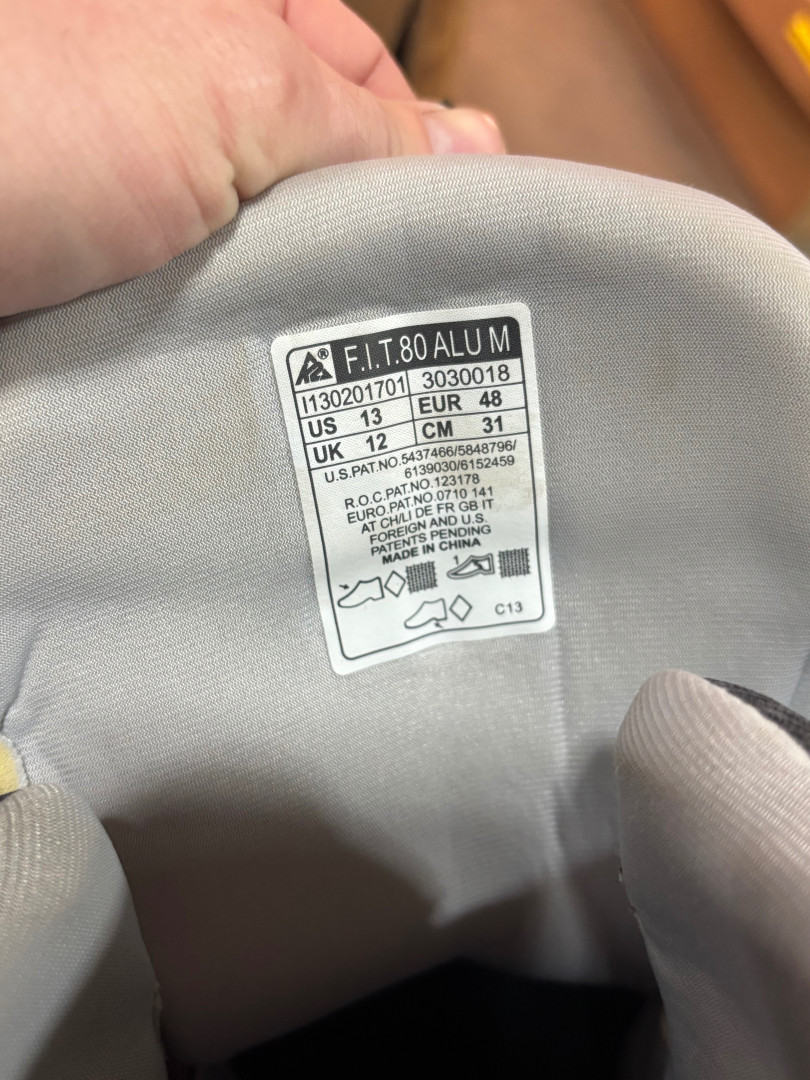 K2® F.I.T.80 ALU M
I130201701 3030018
US 13 EUR 48
UK 12 CM 31
U.S.PAT.NO.5437466/5848796/
6139030/6152459
R.O.C.PAT.NO.123178
EURO.PAT.NO.0710 141
AT CH/LI DE FR GB IT
FOREIGN AND U.S.
PATENTS PENDING
MADE IN CHINA
1
C13